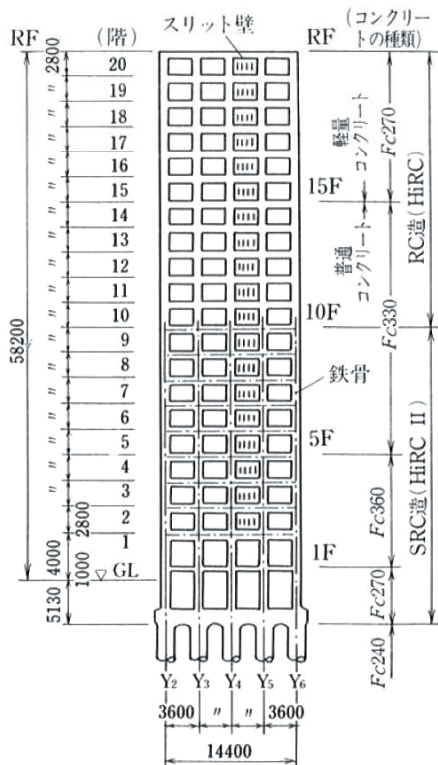 スリット壁
(コンクリー
トの種類)
RF
(階)
RF
2800
20
〃
19
〃
18
〃
17
〃
16
〃
15
15F
〃
14
〃
13
〃
12
〃
11
〃
10
10F
〃
9
〃
8
〃
7
〃
6
〃
5
5F
〃
4
〃
3
2800
2
1
1F
4000
1000
GL
5130
58200
鉄骨
軽量
コンクリート
Fc270
普通
コンクリート
Fc330
Fc360
Fc270
Fc240
RC造(HiRC)
SRC造(HiRC II)
Y2 Y3 Y4 Y5 Y6
3600 〃 〃 3600
14400